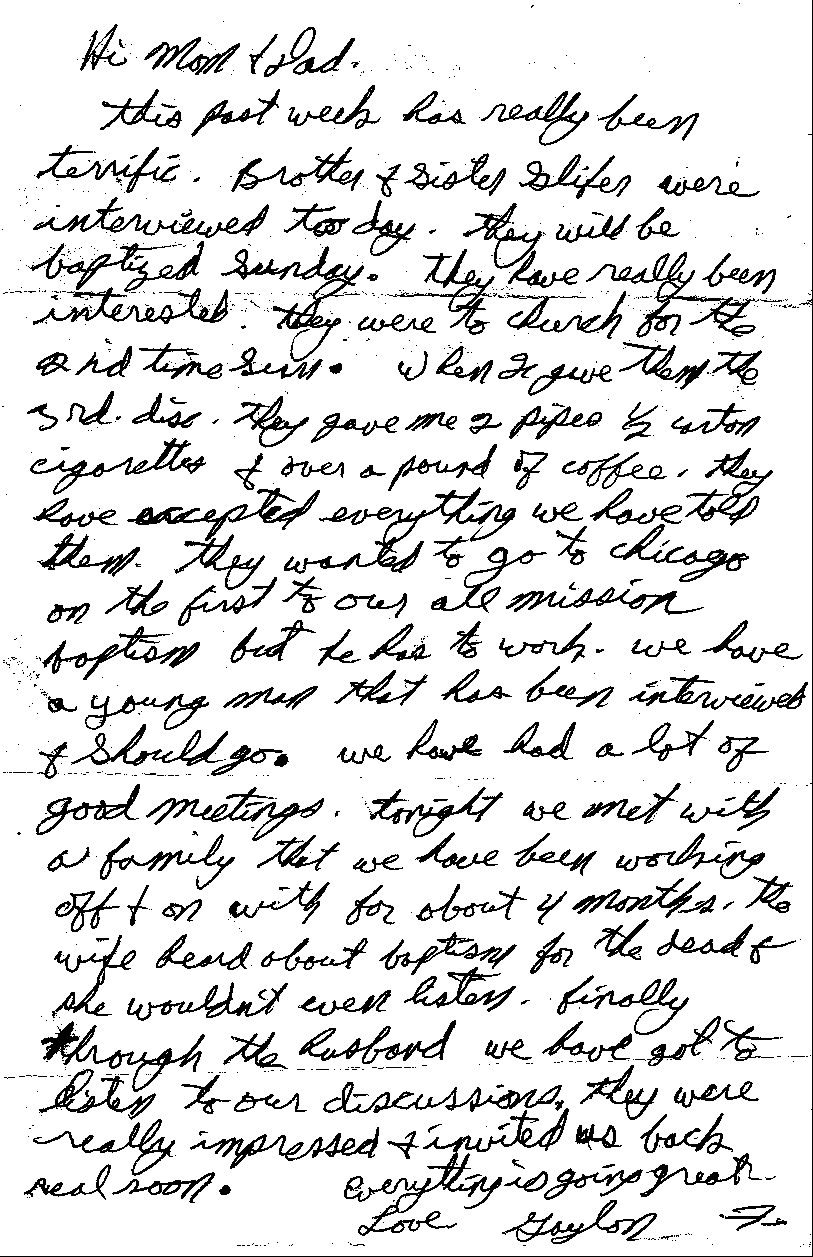 Hi Mom & Dad.
This past week has really been
terrific. Brother & Sister Slifer were
interviewed today. They will be
baptized Sunday. They have really been
interested. They were to church for the
2nd time Sun. When I give them the
3rd. disc. they gave me 2 pipes 1/2 carton
cigarettes & over a pound of coffee. They
have accepted everything we have told
them. They wanted to go to Chicago
on the first to our all mission
baptism but he has to work. We have
a young man that has been interviewed
& should go. We have had a lot of
good meetings. Tonight we met with
a family that we have been working
off & on with for about 4 months. The
wife heard about baptism for the dead &
she wouldn't even listen. Finally
through the husband we have got to
listen to our discussions. They were
really impressed & invited us back
real soon. Everything is going great.
Love Gaylon